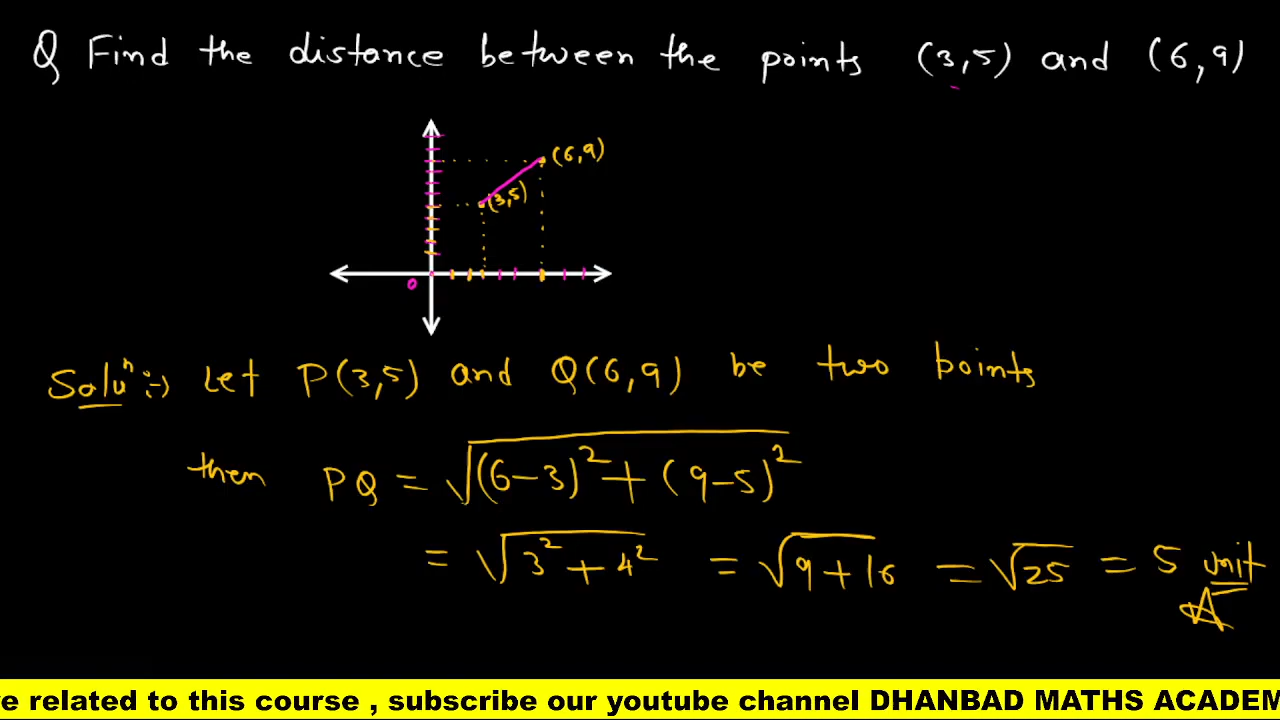 Q Find the distance between the points (3,5) and (6,9)
(6,9)
(3,5)
0
Soluⁿ :-) Let P(3,5) and Q(6,9) be two points
then PQ = √((6-3)² + (9-5)²)
= √(3² + 4²) = √(9+16) = √25 = 5 unit
A
ve related to this course , subscribe our youtube channel DHANBAD MATHS ACADEM